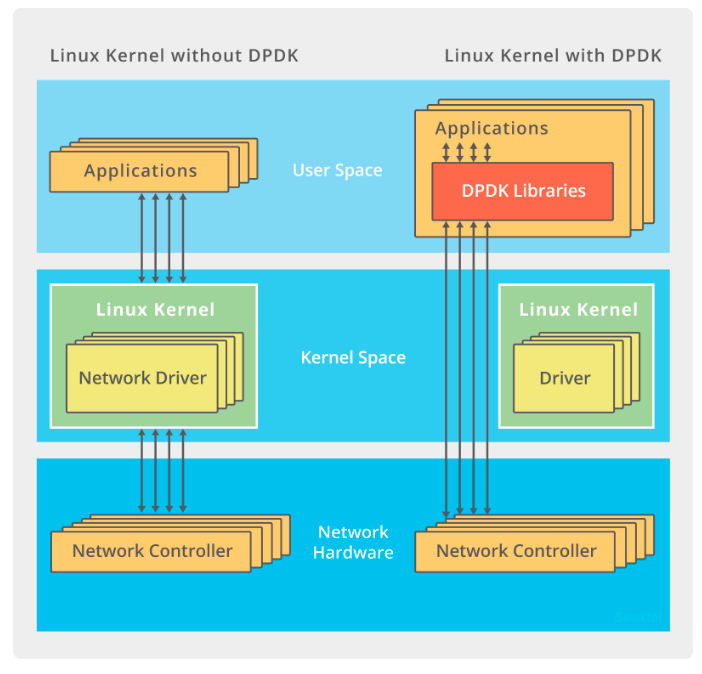 Linux Kernel without DPDK
Linux Kernel with DPDK
Applications
User Space
Applications
DPDK Libraries
Linux Kernel
Network Driver
Kernel Space
Linux Kernel
Driver
Network Controller
Network
Hardware
Network Controller